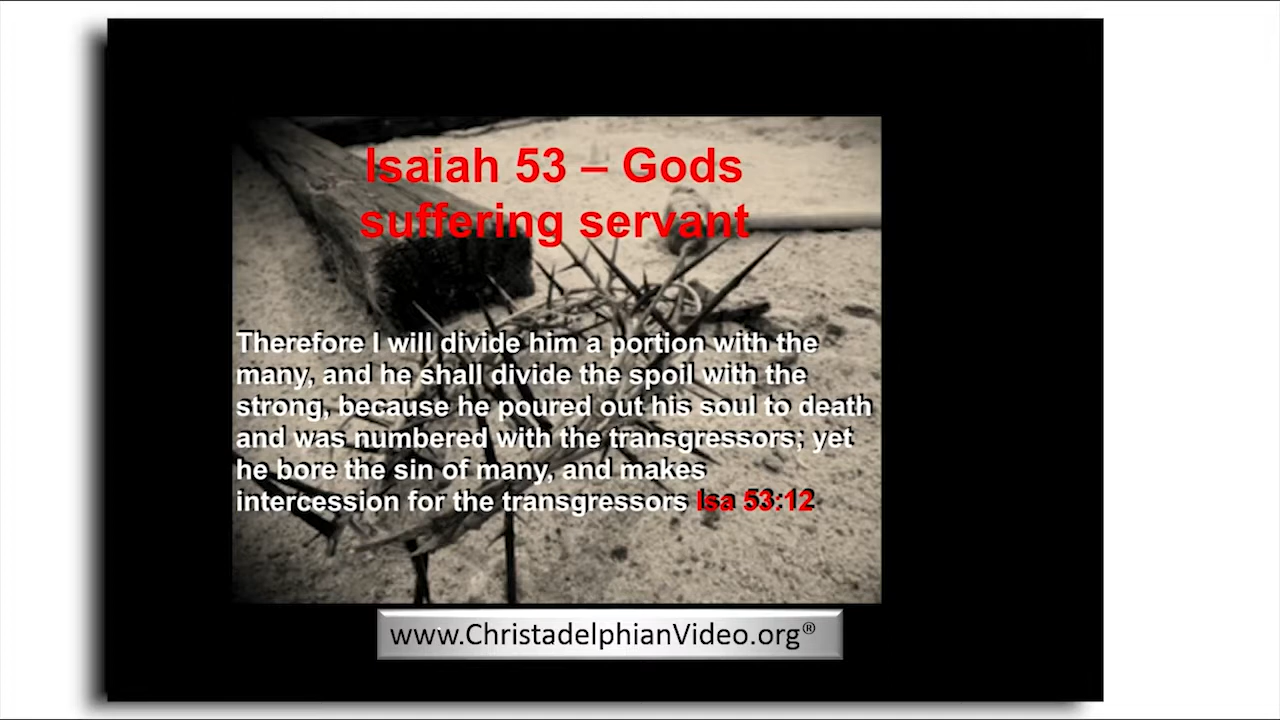 Isaiah 53 – Gods
suffering servant
Therefore I will divide him a portion with the
many, and he shall divide the spoil with the
strong, because he poured out his soul to death
and was numbered with the transgressors; yet
he bore the sin of many, and makes
intercession for the transgressors Isa 53:12
www.ChristadelphianVideo.org®